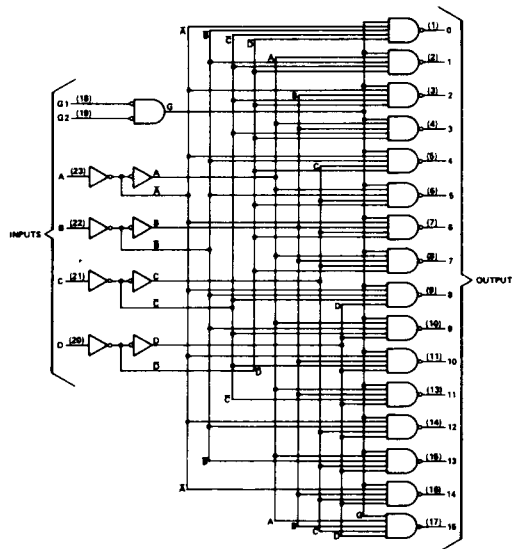 A̅
B̅
C̅
D̅
(1) 0
A
(2) 1
G1 (18)
G2 (19)
G
B
(3) 2
(4) 3
C
(5) 4
A (23)
A
A̅
(6) 5
INPUTS
B (22)
B
B̅
(7) 6
(8) 7
C (21)
C
C̅
OUTPUT
(9) 8
D
(10) 9
D (20)
D
D̅
D̅
(11) 10
C̅
(13) 11
(14) 12
B̅
(15) 13
A̅
(16) 14
G
A
B
C
D
(17) 15